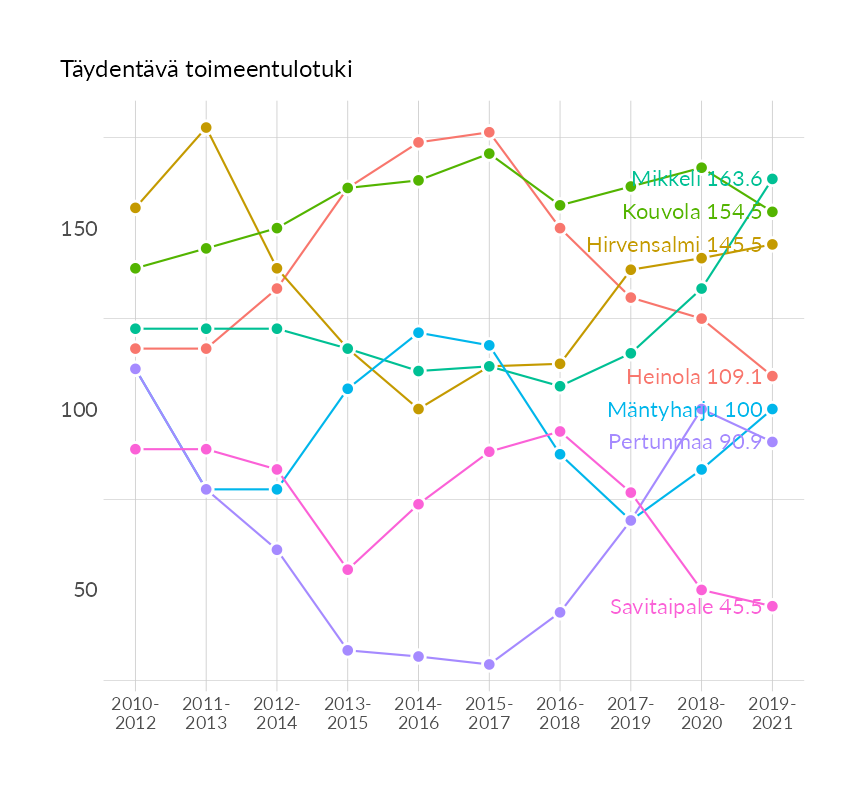 Täydentävä toimeentulotuki
150
100
50
Mikkeli 163.6
Kouvola 154.5
Hirvensalmi 145.5
Heinola 109.1
Mäntyharju 100
Pertunmaa 90.9
Savitaipale 45.5
2010- 2011- 2012- 2013- 2014- 2015- 2016- 2017- 2018- 2019-
2012 2013 2014 2015 2016 2017 2018 2019 2020 2021